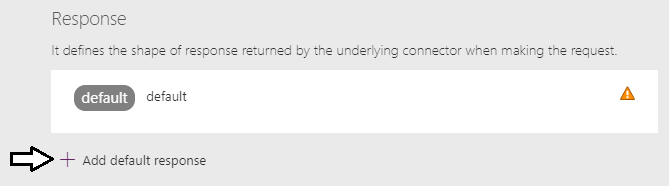 Response
It defines the shape of response returned by the underlying connector when making the request.
default default
Add default response